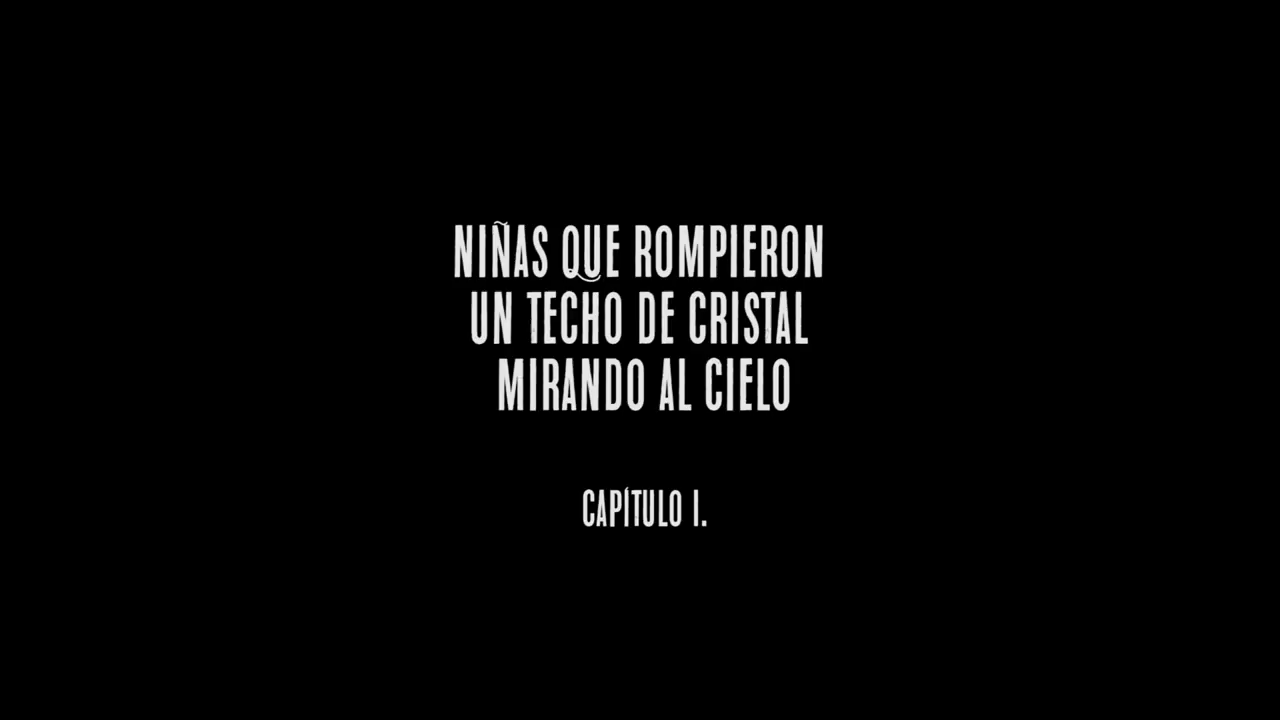 NIÑAS QUE ROMPIERON
UN TECHO DE CRISTAL
MIRANDO AL CIELO
CAPÍTULO I.